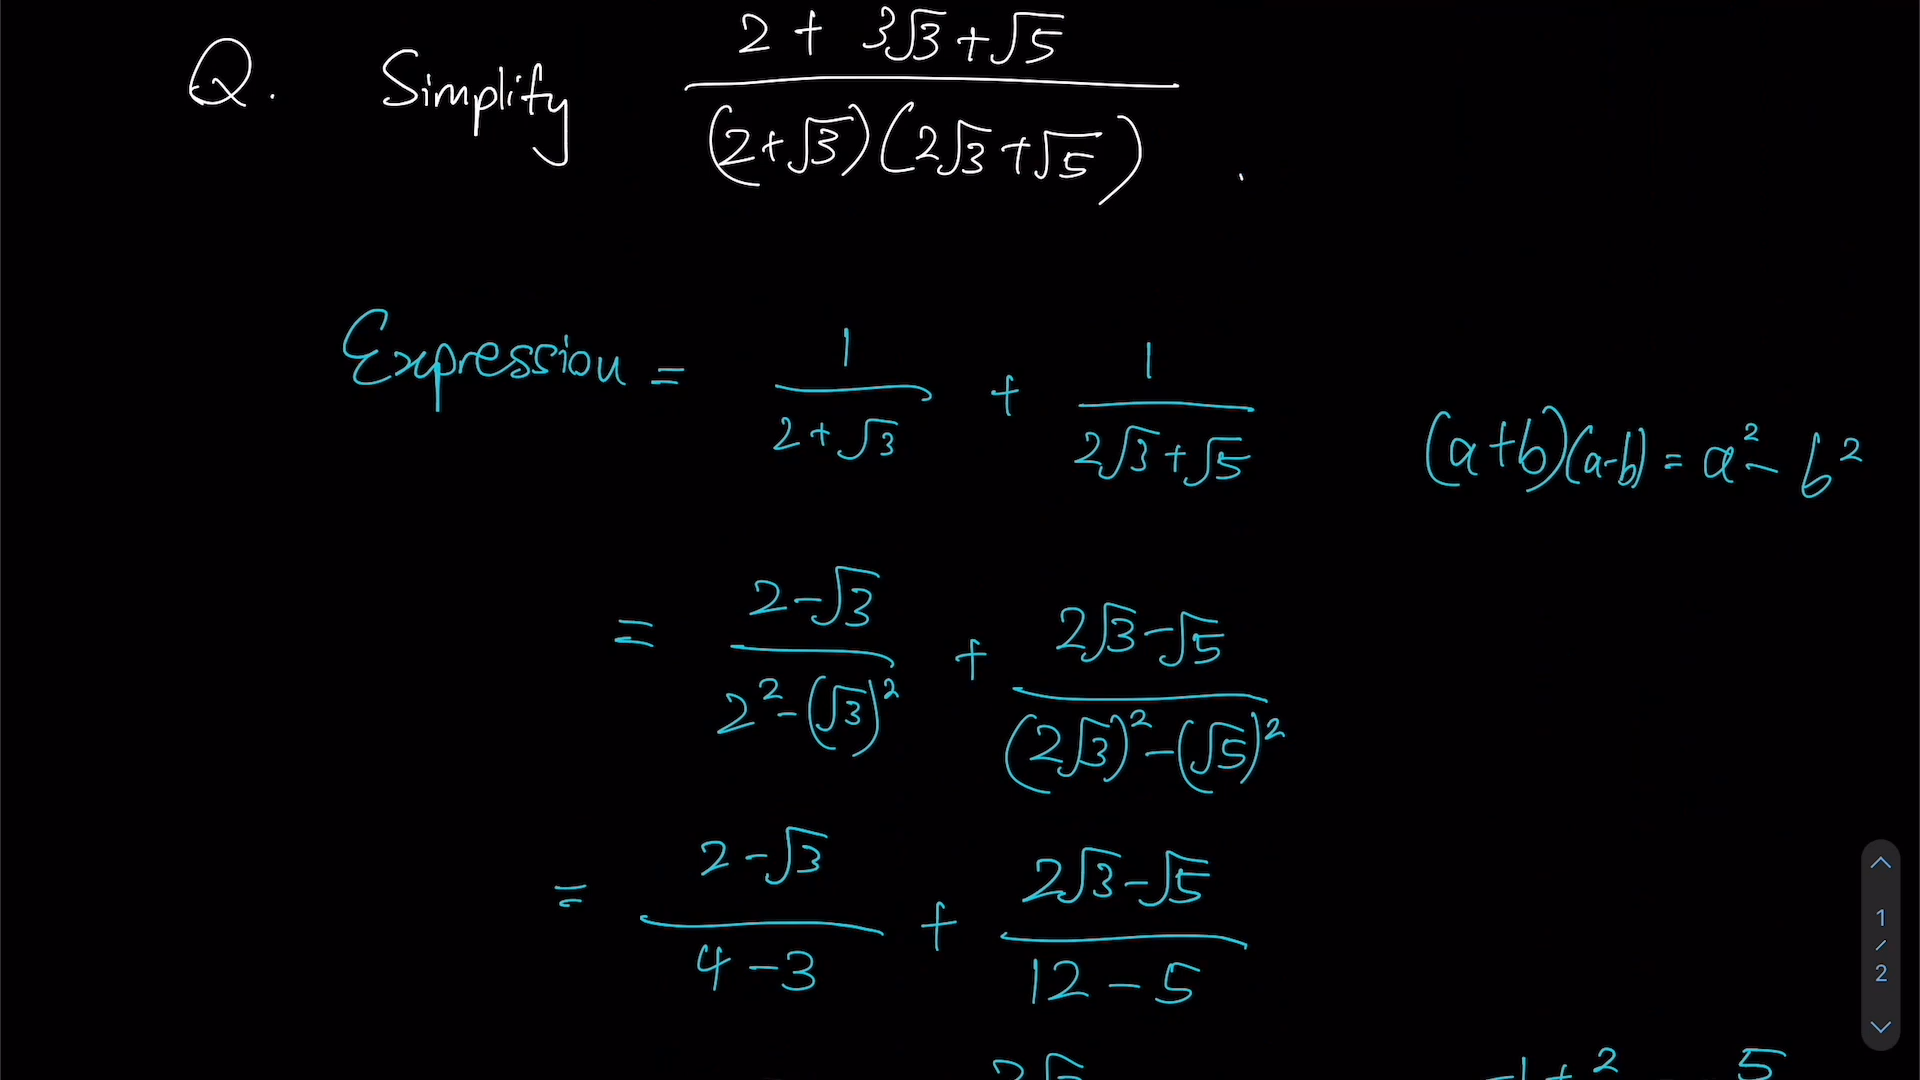 Q. Simplify (2 + 3√3 + √5) / ((2+√3)(2√3+√5)) .
Expression = 1/(2+√3) + 1/(2√3+√5)
(a+b)(a-b) = a² - b²
= (2-√3)/(2²-(√3)²) + (2√3-√5)/((2√3)²-(√5)²)
= (2-√3)/(4-3) + (2√3-√5)/(12-5)
1
/
2